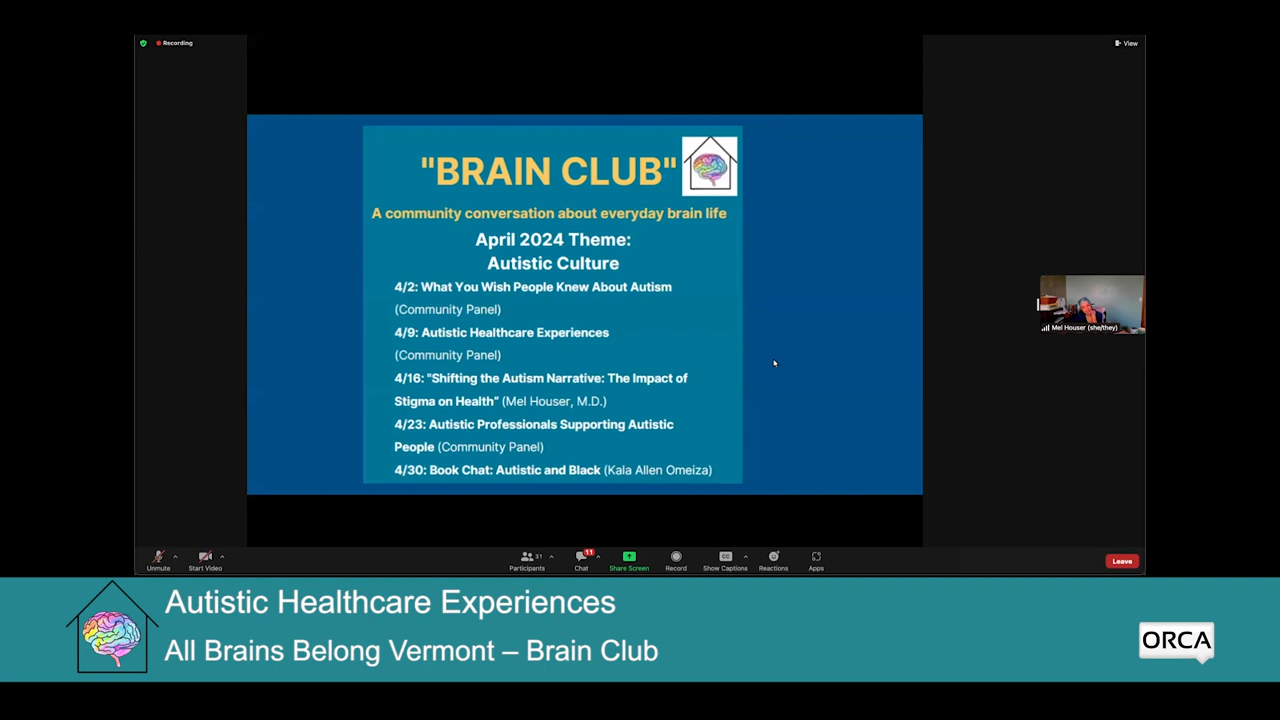 Recording
View
"BRAIN CLUB"
A community conversation about everyday brain life
April 2024 Theme:
Autistic Culture
4/2: What You Wish People Knew About Autism
(Community Panel)
4/9: Autistic Healthcare Experiences
(Community Panel)
4/16: "Shifting the Autism Narrative: The Impact of
Stigma on Health" (Mel Houser, M.D.)
4/23: Autistic Professionals Supporting Autistic
People (Community Panel)
4/30: Book Chat: Autistic and Black (Kala Allen Omeiza)
Mel Houser (she/they)
Unmute
Start Video
31
Participants
11
Chat
Share Screen
Record
CC
Show Captions
Reactions
Apps
Leave
Autistic Healthcare Experiences
All Brains Belong Vermont – Brain Club
ORCA